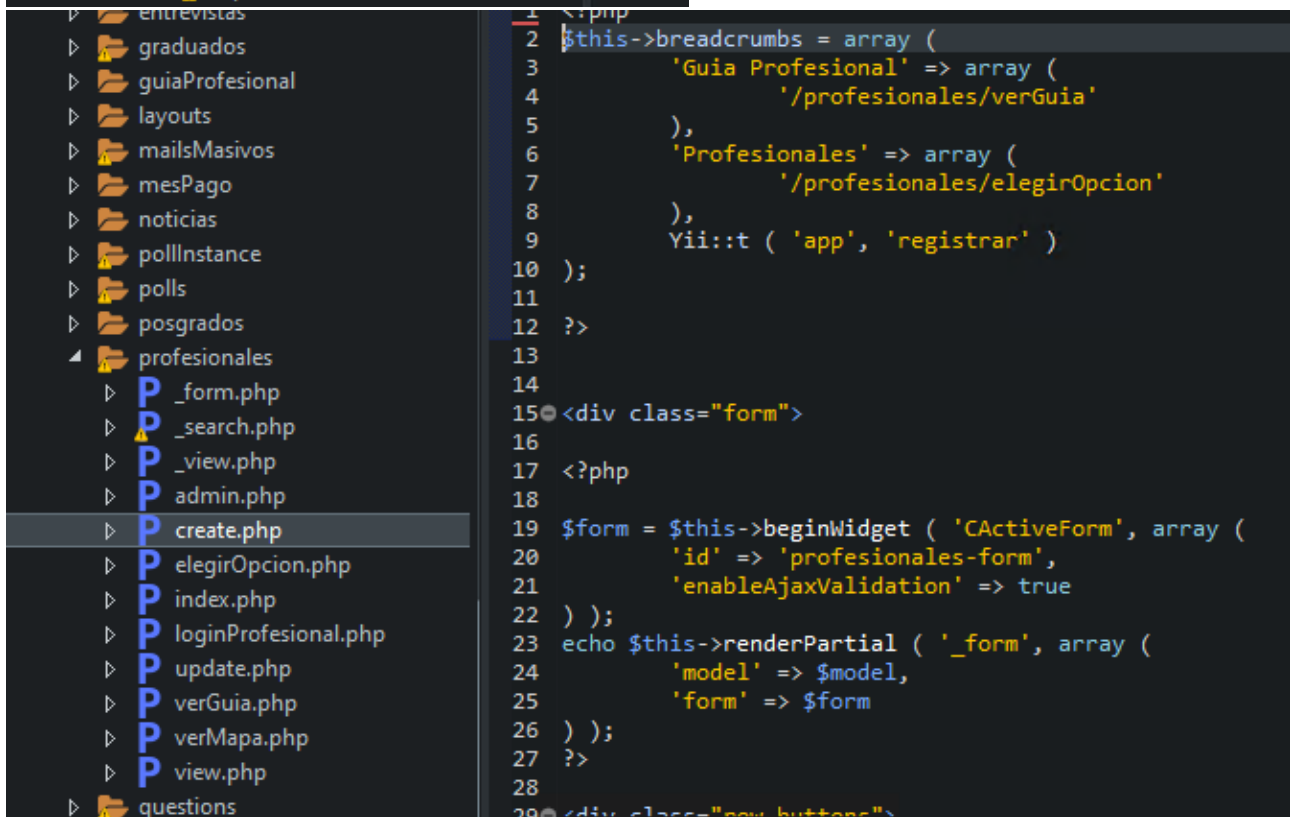 entrevistas
graduados
guiaProfesional
layouts
mailsMasivos
mesPago
noticias
pollInstance
polls
posgrados
profesionales
_form.php
_search.php
_view.php
admin.php
create.php
elegirOpcion.php
index.php
loginProfesional.php
update.php
verGuia.php
verMapa.php
view.php
questions
1 <?php
2 $this->breadcrumbs = array (
3 'Guia Profesional' => array (
4 '/profesionales/verGuia'
5 ),
6 'Profesionales' => array (
7 '/profesionales/elegirOpcion'
8 ),
9 Yii::t ( 'app', 'registrar' )
10 );
11
12 ?>
13
14
15 <div class="form">
16
17 <?php
18
19 $form = $this->beginWidget ( 'CActiveForm', array (
20 'id' => 'profesionales-form',
21 'enableAjaxValidation' => true
22 ) );
23 echo $this->renderPartial ( '_form', array (
24 'model' => $model,
25 'form' => $form
26 ) );
27 ?>
28
29 <div class="row buttons">